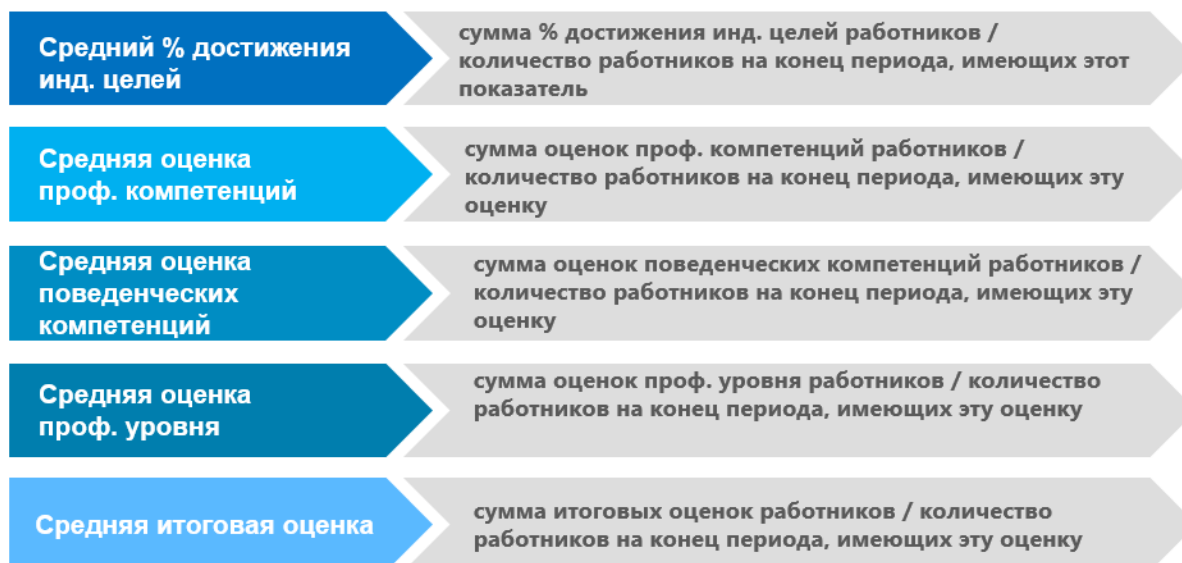 Средний % достижения
инд. целей
сумма % достижения инд. целей работников /
количество работников на конец периода, имеющих этот
показатель
Средняя оценка
проф. компетенций
сумма оценок проф. компетенций работников /
количество работников на конец периода, имеющих эту
оценку
Средняя оценка
поведенческих
компетенций
сумма оценок поведенческих компетенций работников /
количество работников на конец периода, имеющих эту
оценку
Средняя оценка
проф. уровня
сумма оценок проф. уровня работников / количество
работников на конец периода, имеющих эту оценку
Средняя итоговая оценка
сумма итоговых оценок работников / количество
работников на конец периода, имеющих эту оценку